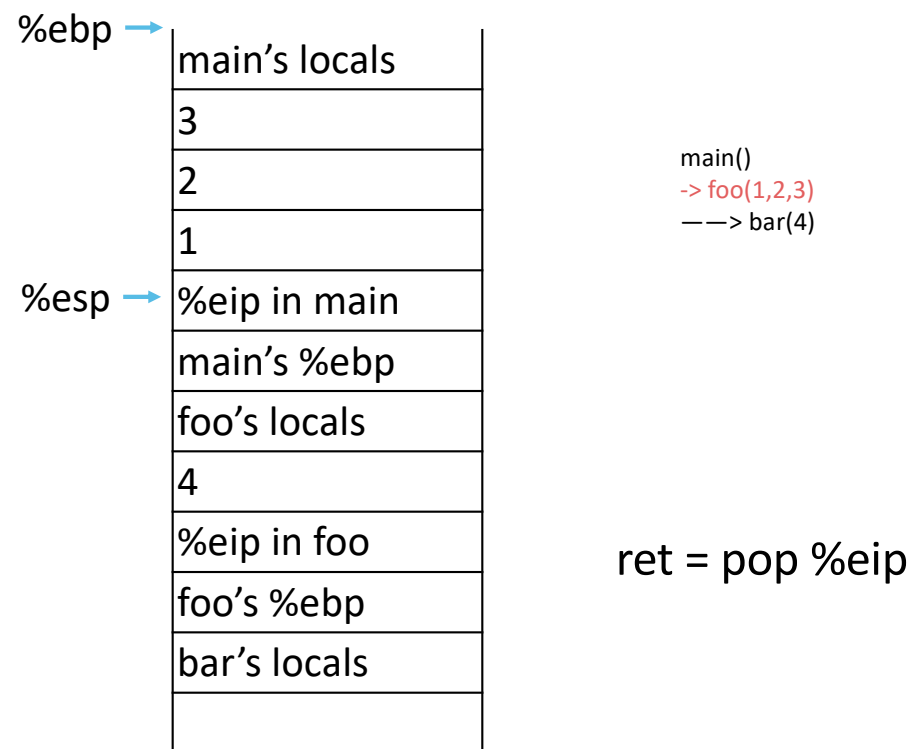 %ebp →
main’s locals
3
2
1
%esp →
%eip in main
main’s %ebp
foo’s locals
4
%eip in foo
foo’s %ebp
bar’s locals
main()
-> foo(1,2,3)
——> bar(4)
ret = pop %eip